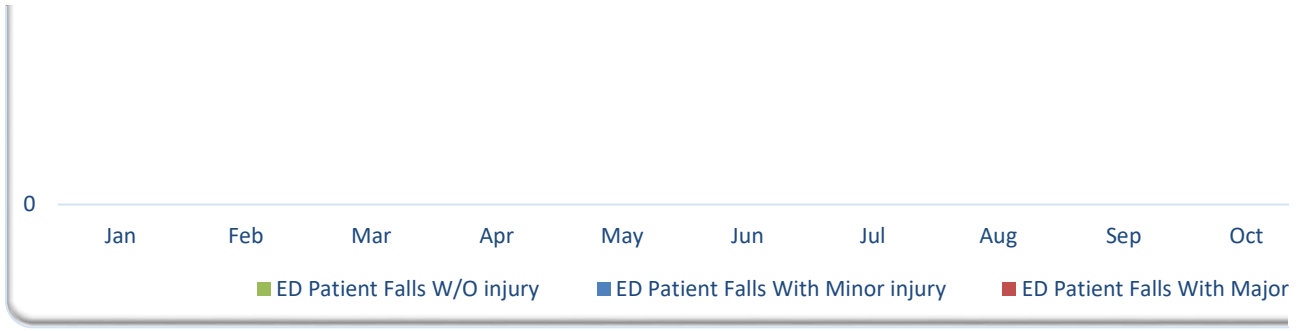 0
Jan Feb Mar Apr May Jun Jul Aug Sep Oct
ED Patient Falls W/O injury ED Patient Falls With Minor injury ED Patient Falls With Major